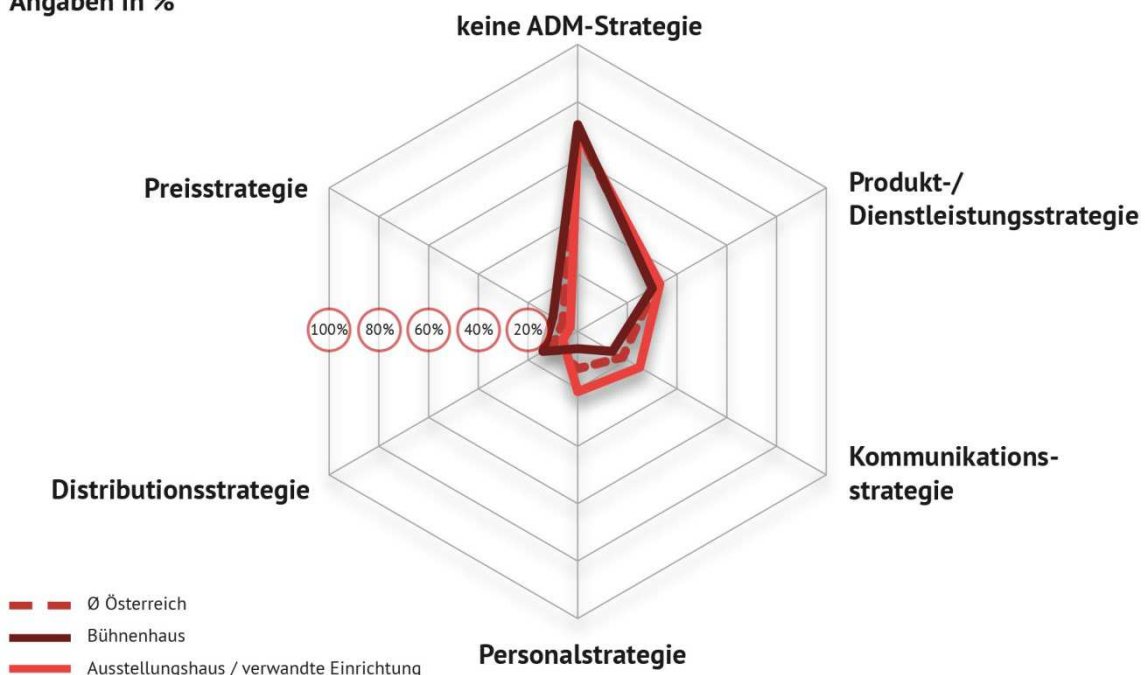 Angaben in %
keine ADM-Strategie
Preisstrategie
Produkt-/
Dienstleistungsstrategie
100% 80% 60% 40% 20%
Kommunikations-
strategie
Distributionsstrategie
Personalstrategie
Ø Österreich
Bühnenhaus
Ausstellungshaus / verwandte Einrichtung